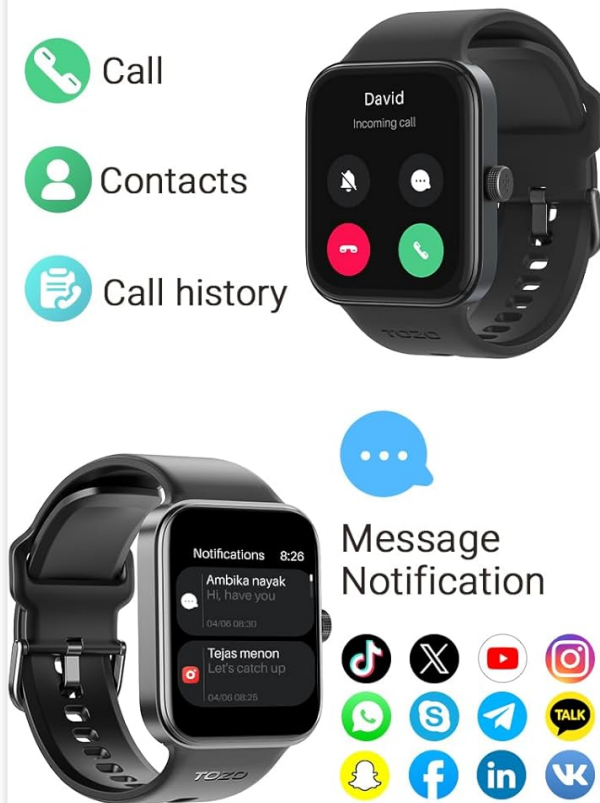 Call
Contacts
Call history
David
Incoming call
TOZO
Message
Notification
Notifications 8:26
Ambika nayak
Hi, have you
04/06 08:30
Tejas menon
Let's catch up
04/06 08:25
TOZO
TALK